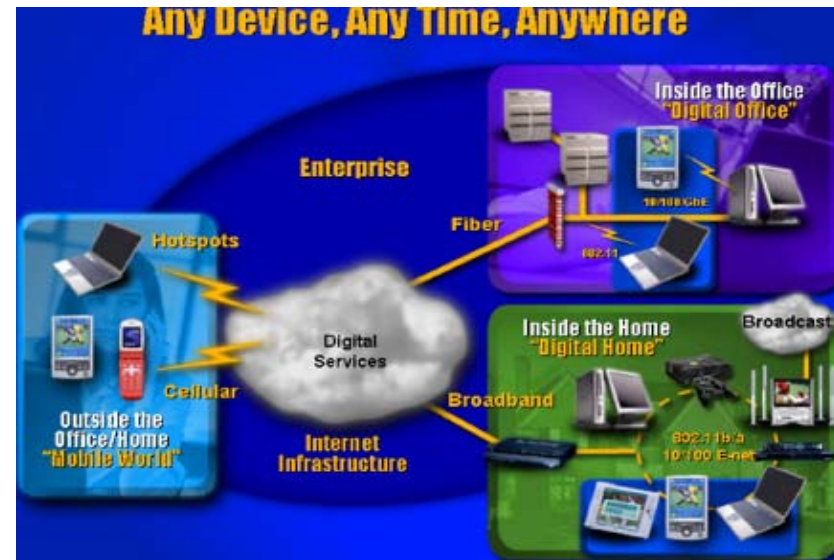 Any Device, Any Time, Anywhere
Inside the Office
"Digital Office"
Enterprise
10/100/GbE
Hotspots
Fiber
802.11
Digital
Services
Inside the Home
"Digital Home"
Broadcast
Cellular
Broadband
Outside the
Office/Home
"Mobile World"
Internet
Infrastructure
802.11b/a
10/100 E-net